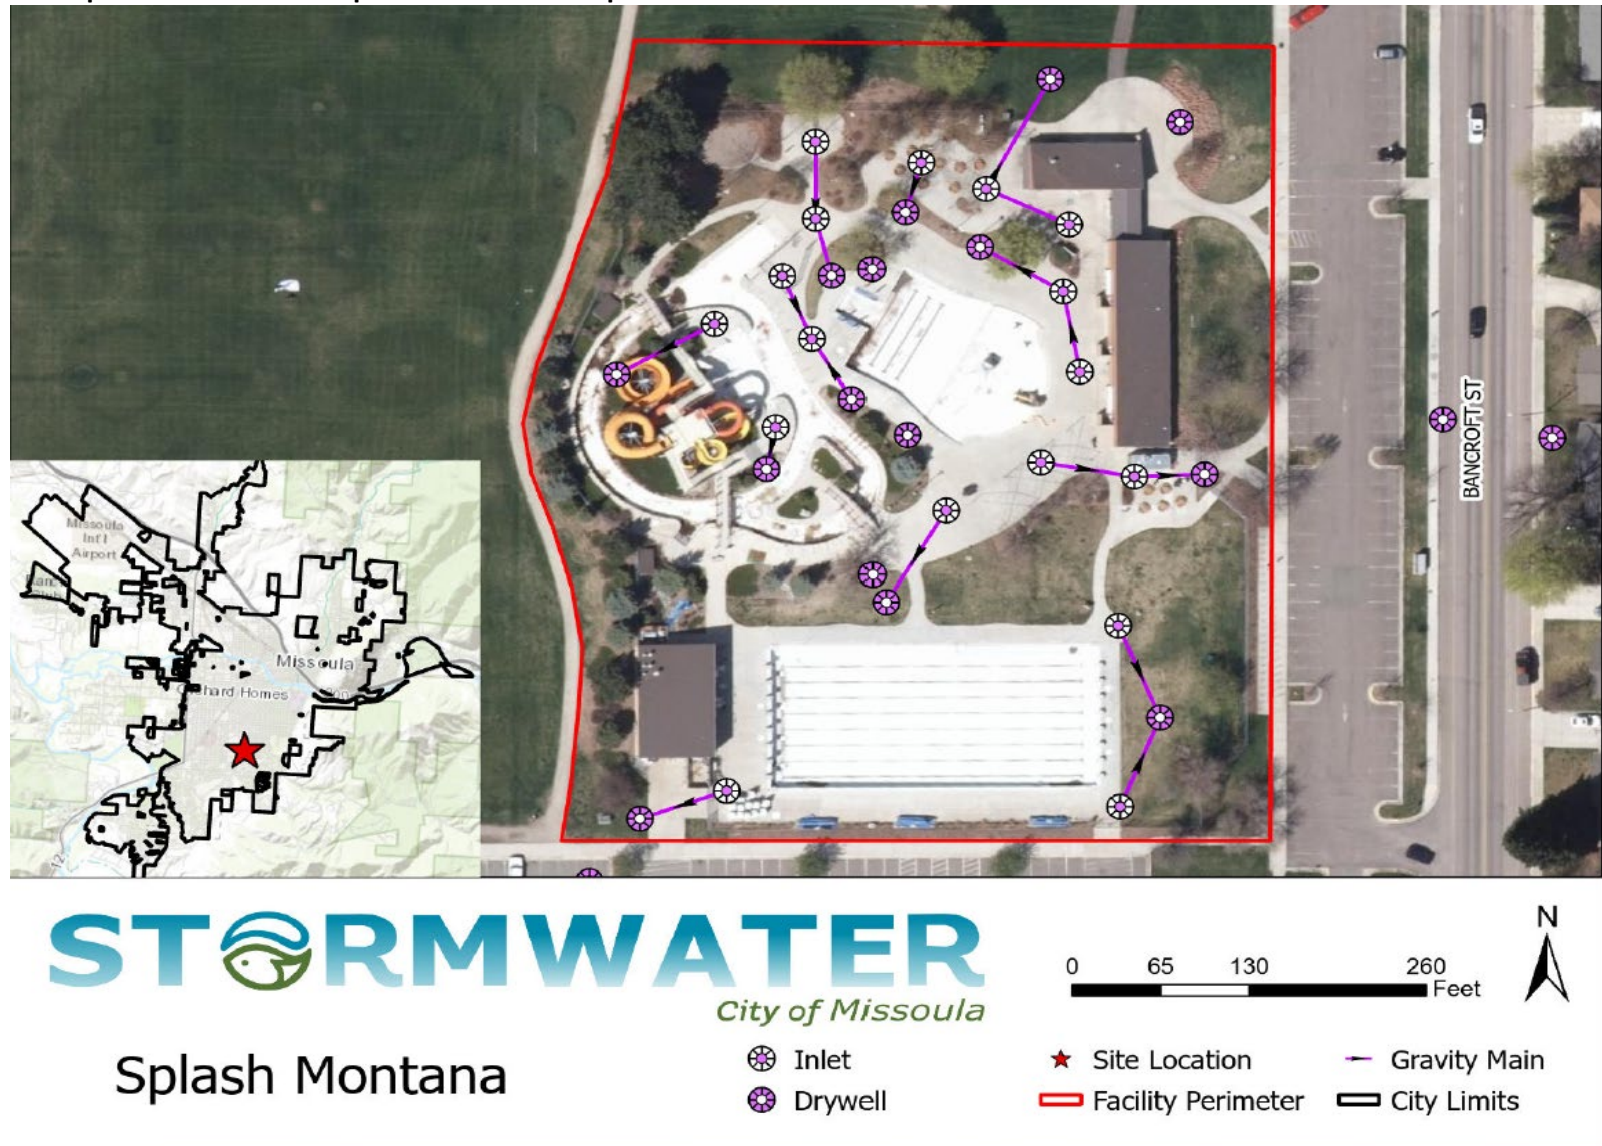 Missoula
Int'l
Airport
Missoula
Orchard Homes
12
BANCROFT ST
STORMWATER
City of Missoula
Splash Montana
0 65 130 260
Feet
N
Inlet
Drywell
Site Location
Facility Perimeter
Gravity Main
City Limits